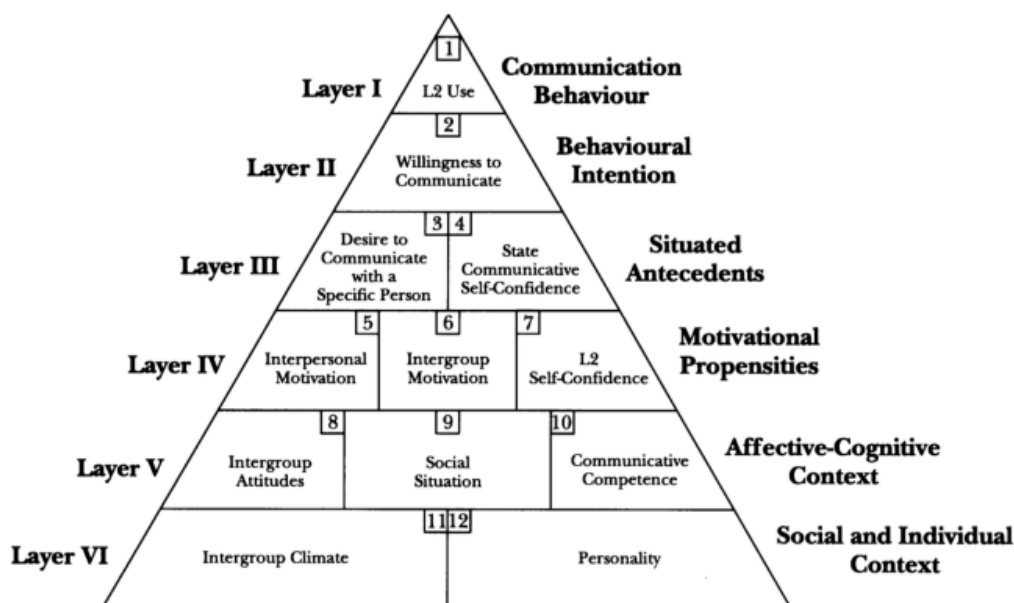 1
Layer I
L2 Use
Communication
Behaviour
2
Layer II
Willingness to
Communicate
Behavioural
Intention
3 4
Layer III
Desire to
Communicate
with a
Specific Person
State
Communicative
Self-Confidence
Situated
Antecedents
5 6 7
Layer IV
Interpersonal
Motivation
Intergroup
Motivation
L2
Self-Confidence
Motivational
Propensities
8 9 10
Layer V
Intergroup
Attitudes
Social
Situation
Communicative
Competence
Affective-Cognitive
Context
11 12
Layer VI
Intergroup Climate
Personality
Social and Individual
Context